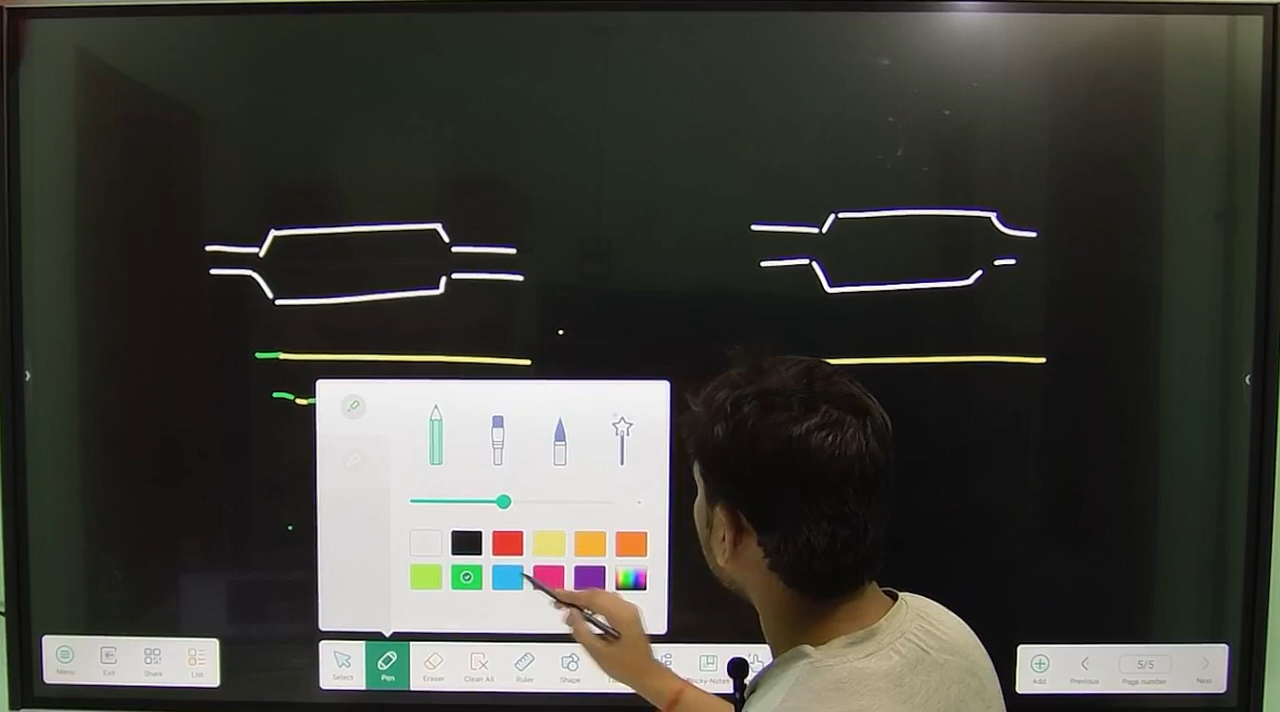 Menu Exit Share List
Select Pen Eraser Clean All Ruler Shape
Add Previous 5/5 Page number Next